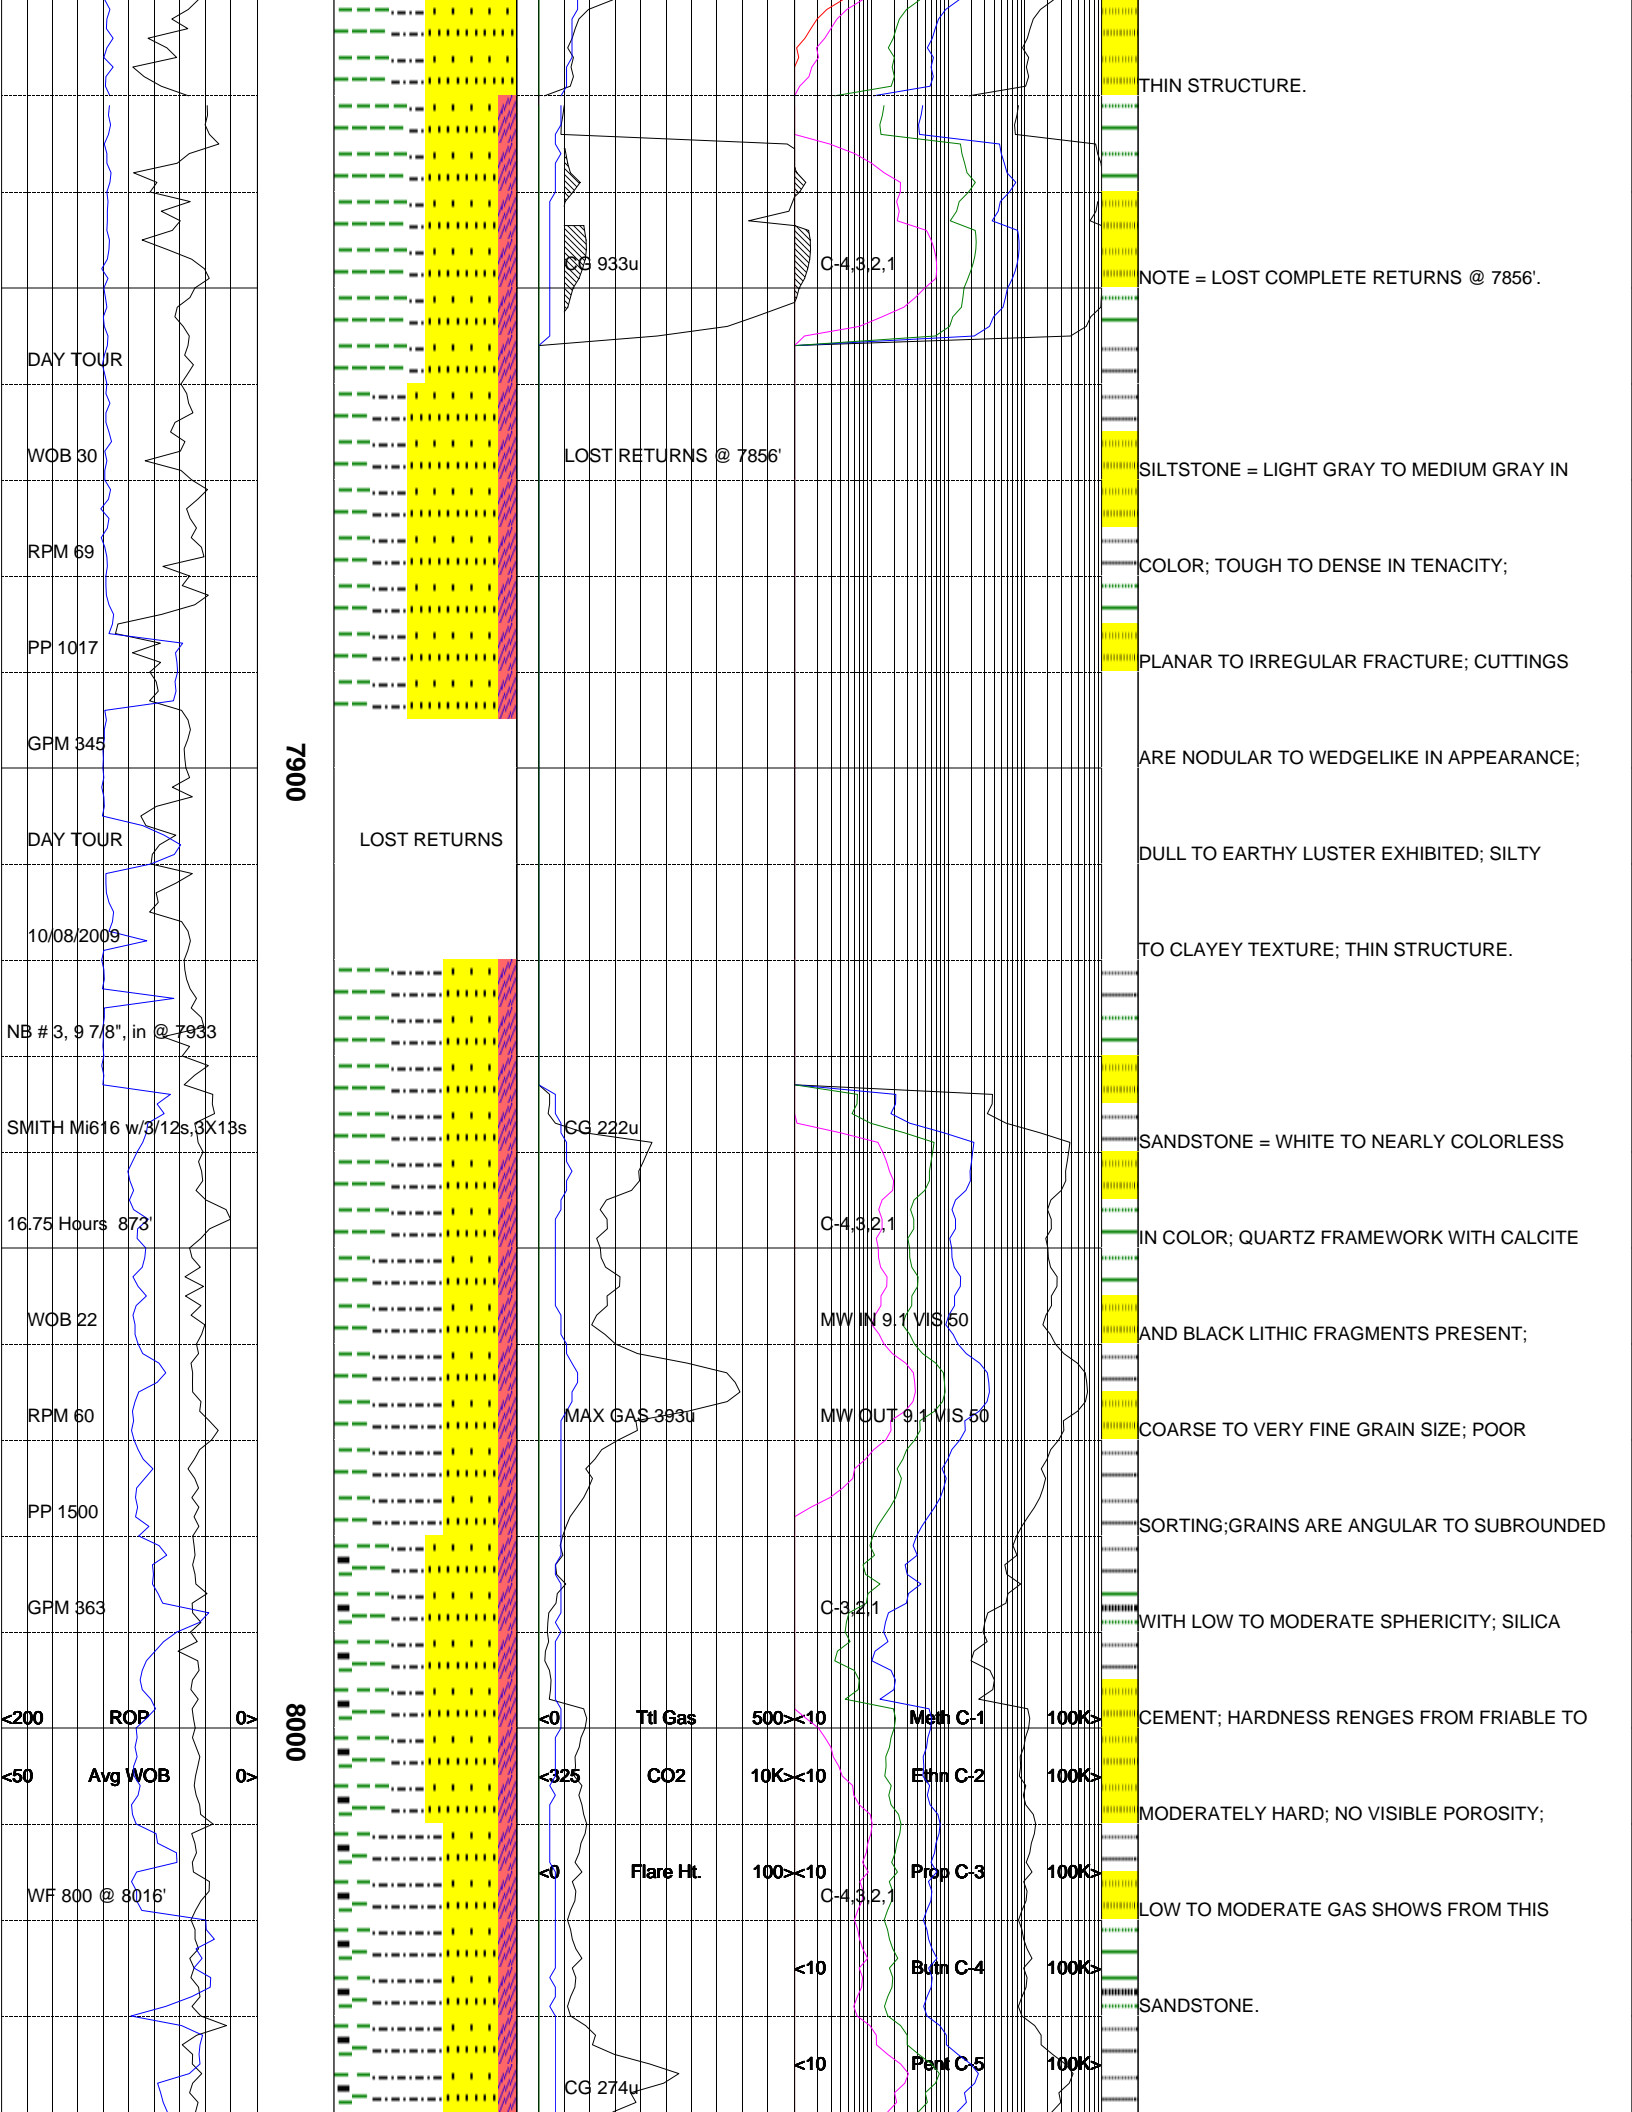 THIN STRUCTURE.
CG 933u
C-4,3,2,1
NOTE = LOST COMPLETE RETURNS @ 7856'.
DAY TOUR
WOB 30
LOST RETURNS @ 7856'
SILTSTONE = LIGHT GRAY TO MEDIUM GRAY IN
RPM 69
COLOR; TOUGH TO DENSE IN TENACITY;
PP 1017
PLANAR TO IRREGULAR FRACTURE; CUTTINGS
GPM 345
7900
ARE NODULAR TO WEDGELIKE IN APPEARANCE;
DAY TOUR
LOST RETURNS
DULL TO EARTHY LUSTER EXHIBITED; SILTY
10/08/2009
TO CLAYEY TEXTURE; THIN STRUCTURE.
NB # 3, 9 7/8", in @ 7933
SMITH Mi616 w/3/12s,3X13s
CG 222u
SANDSTONE = WHITE TO NEARLY COLORLESS
16.75 Hours 873'
C-4,3,2,1
IN COLOR; QUARTZ FRAMEWORK WITH CALCITE
WOB 22
MW IN 9.1 VIS 50
AND BLACK LITHIC FRAGMENTS PRESENT;
RPM 60
MAX GAS 393u
MW OUT 9.1 VIS 50
COARSE TO VERY FINE GRAIN SIZE; POOR
PP 1500
SORTING;GRAINS ARE ANGULAR TO SUBROUNDED
GPM 363
C-3,2,1
WITH LOW TO MODERATE SPHERICITY; SILICA
<200 ROP 0>
8000
<0 Ttl Gas 500>
<10 Meth C-1 100K>
CEMENT; HARDNESS RENGES FROM FRIABLE TO
<50 Avg WOB 0>
<325 CO2 10K>
<10 Ethn C-2 100K>
MODERATELY HARD; NO VISIBLE POROSITY;
<0 Flare Ht. 100>
<10 Prop C-3 100K>
WF 800 @ 8016'
C-4,3,2,1
LOW TO MODERATE GAS SHOWS FROM THIS
<10 Butn C-4 100K>
SANDSTONE.
<10 Pent C-5 100K>
CG 274u